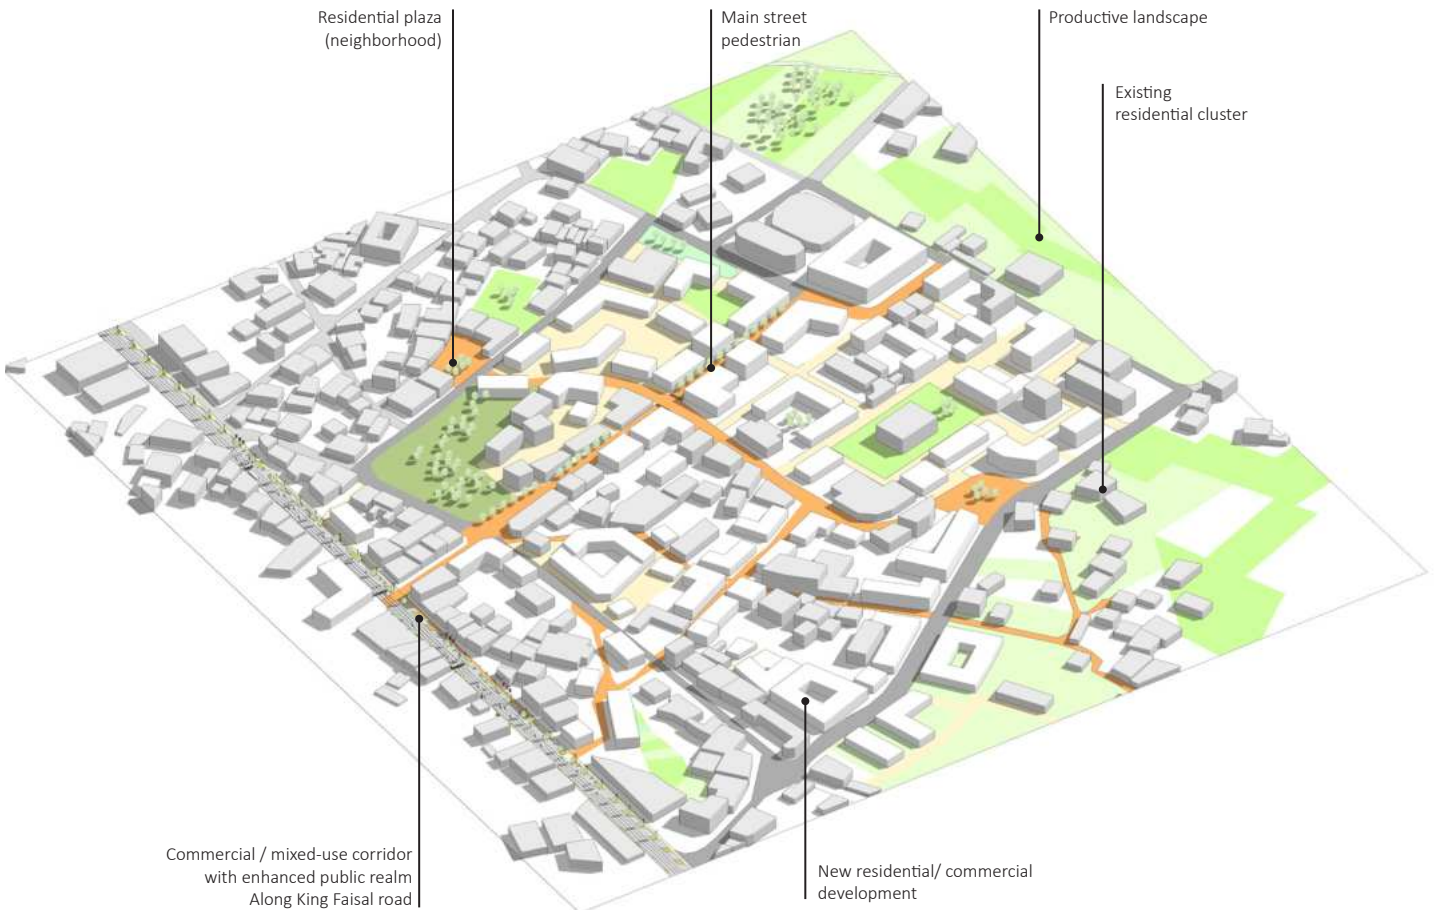 Residential plaza
(neighborhood)
Main street
pedestrian
Productive landscape
Existing
residential cluster
Commercial / mixed-use corridor
with enhanced public realm
Along King Faisal road
New residential/ commercial
development